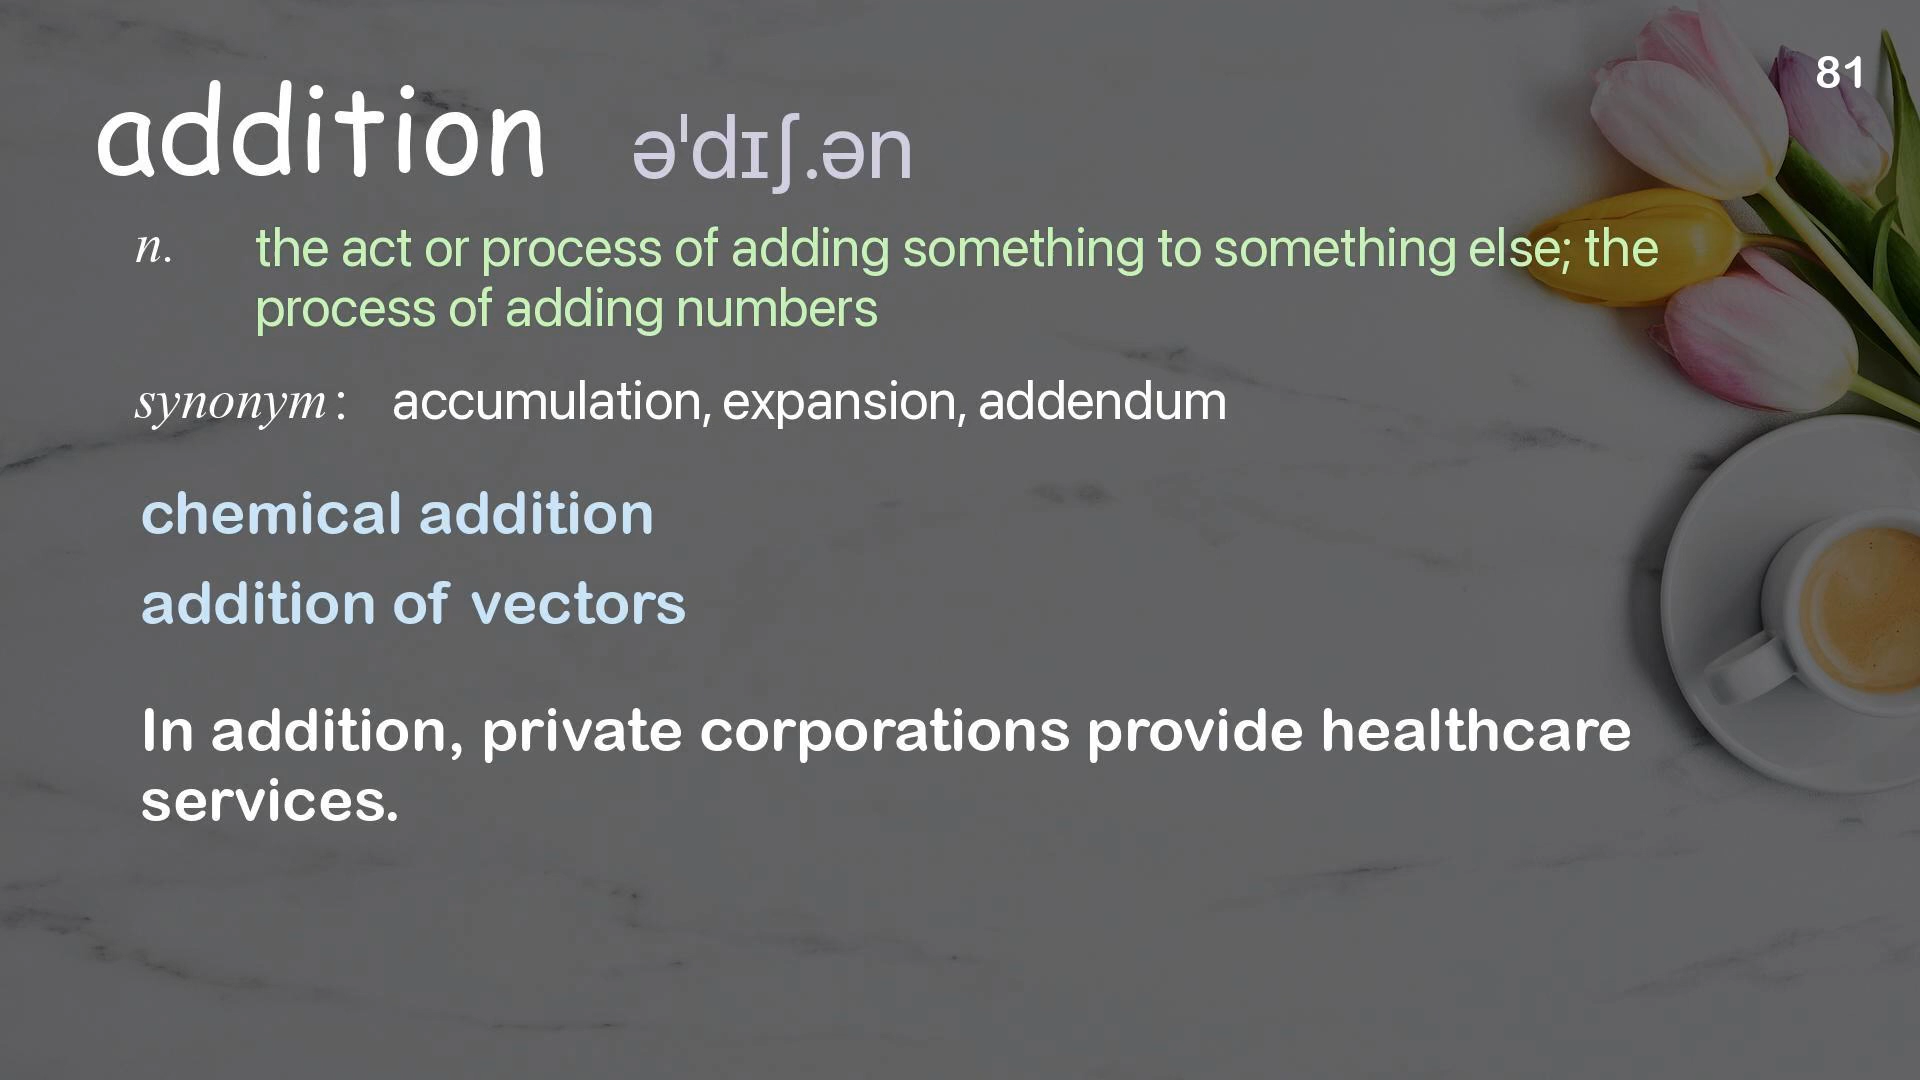 81
addition əˈdɪʃ.ən
n. the act or process of adding something to something else; the
process of adding numbers
synonym: accumulation, expansion, addendum
chemical addition
addition of vectors
In addition, private corporations provide healthcare
services.